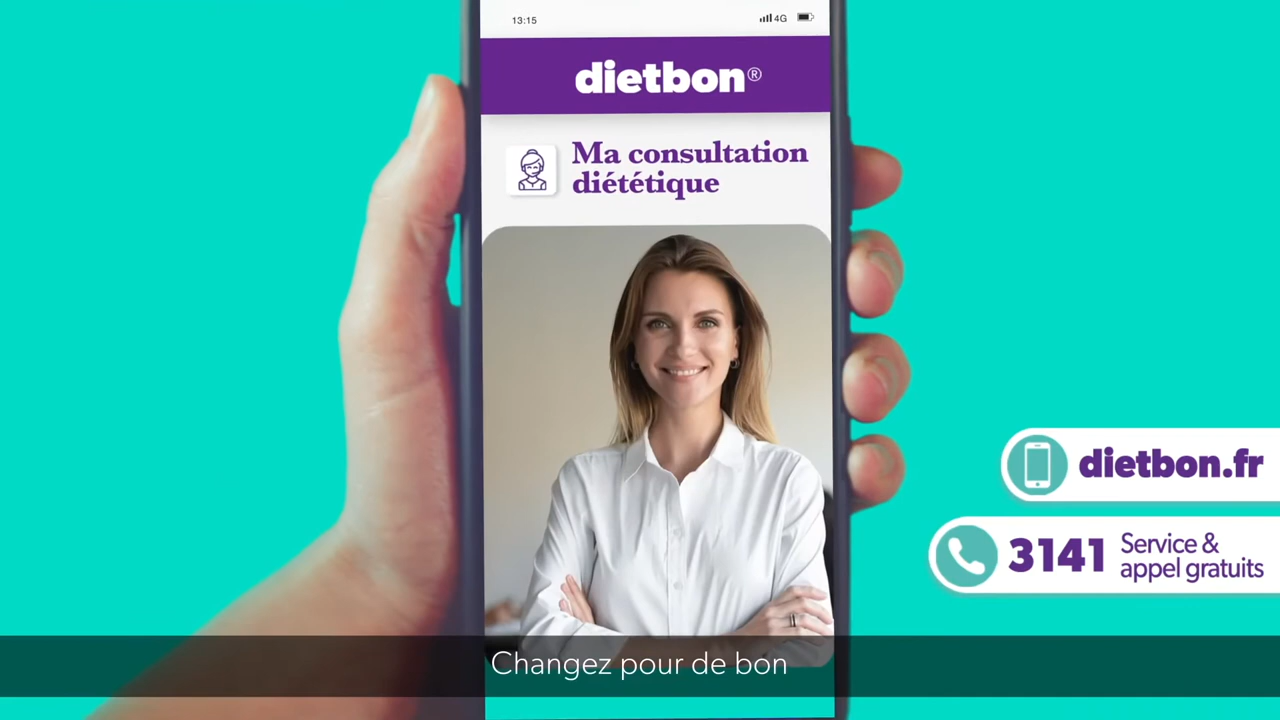 13:15
4G
dietbon®
Ma consultation
diététique
dietbon.fr
3141
Service &
appel gratuits
Changez pour de bon